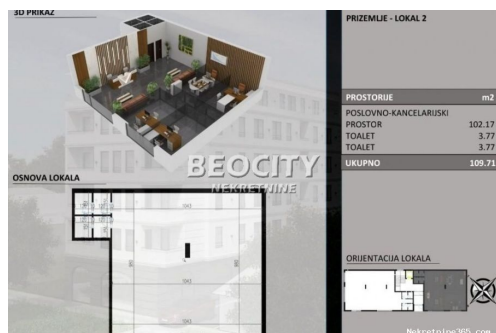 3D PRIKAZ
BEOCITY
NEKRETNINE
OSNOVA LOKALA
PRIZEMLJE - LOKAL 2
PROSTORIJE m2
POSLOVNO-KANCELARIJSKI
PROSTOR 102.17
TOALET 3.77
TOALET 3.77
UKUPNO 109.71
ORIJENTACIJA LOKALA
Nekretnine365.com